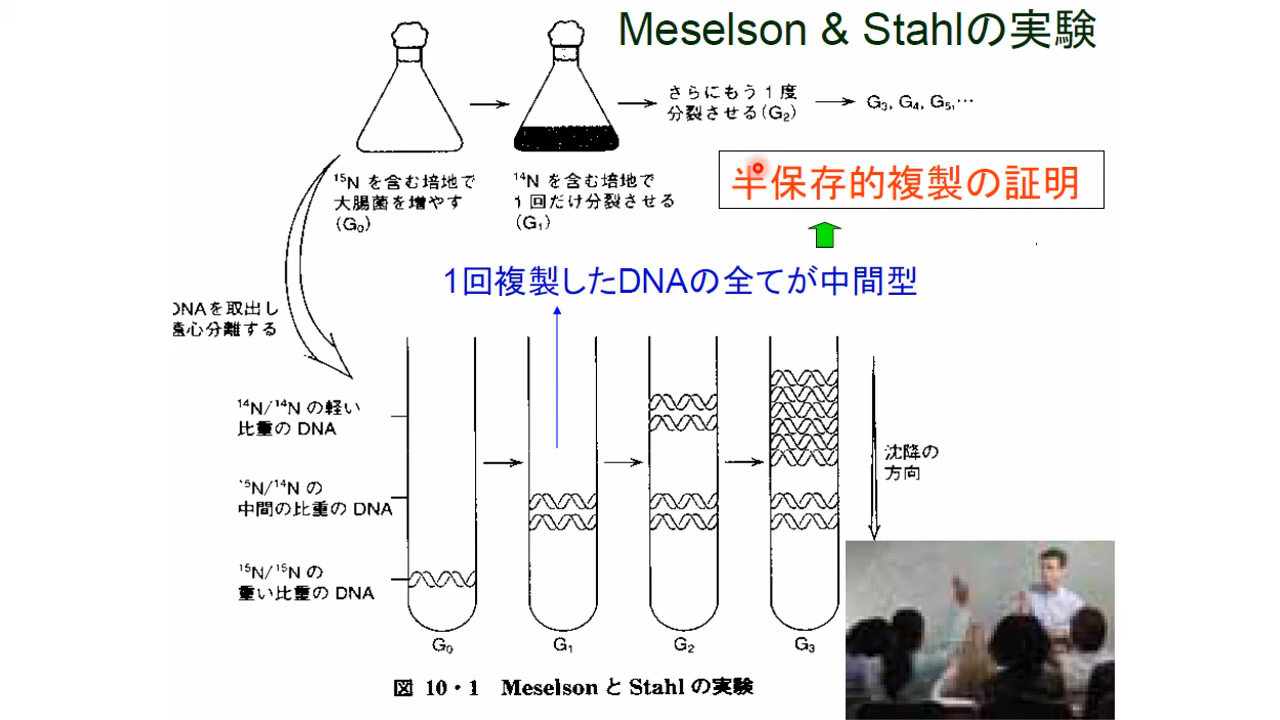 Meselson & Stahlの実験
さらにもう1度
分裂させる(G₂)
G₃, G₄, G₅,…
¹⁵N を含む培地で
大腸菌を増やす
(G₀)
¹⁴N を含む培地で
1回だけ分裂させる
(G₁)
半保存的複製の証明
1回複製したDNAの全てが中間型
DNAを取出し
遠心分離する
¹⁴N/¹⁴N の軽い
比重の DNA
¹⁵N/¹⁴N の
中間の比重の DNA
¹⁵N/¹⁵N の
重い比重の DNA
沈降の
方向
G₀
G₁
G₂
G₃
図 10・1 Meselson と Stahl の実験